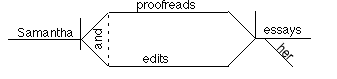 proofreads
Samantha
and
essays
her
edits